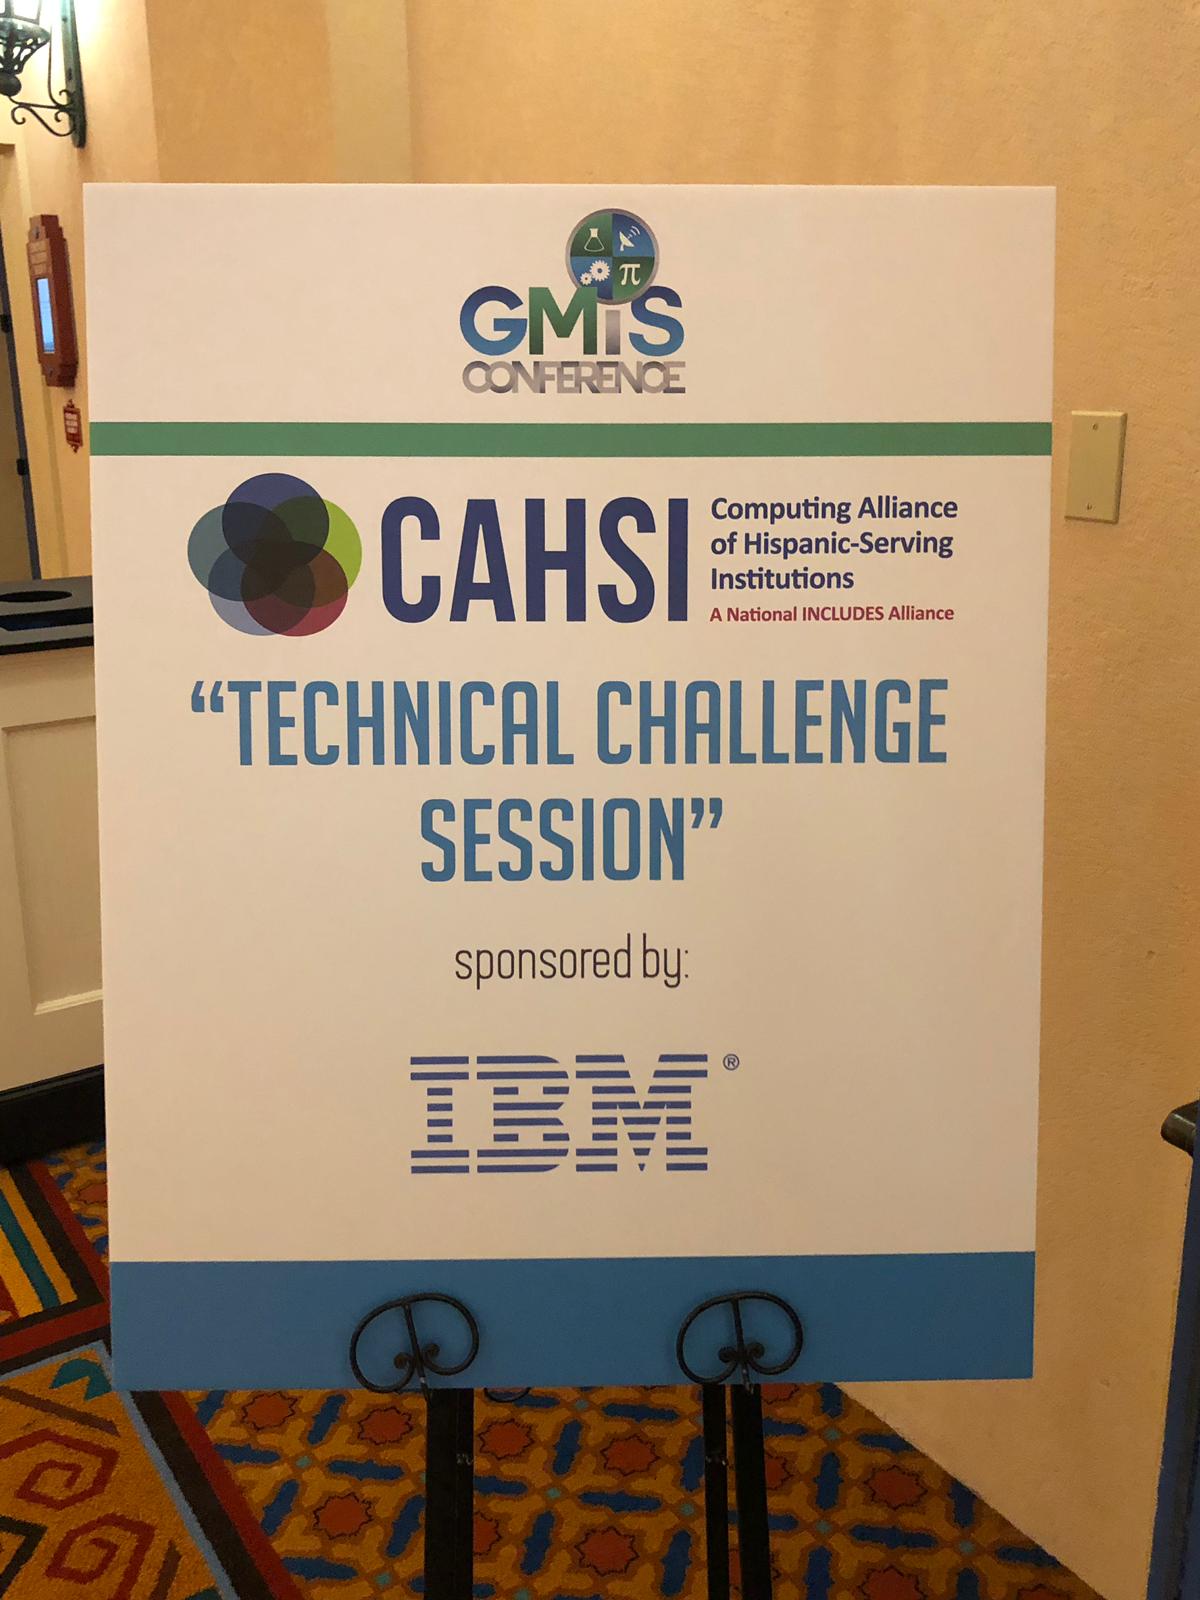 π
GMiS
CONFERENCE
CAHSI
Computing Alliance
of Hispanic-Serving
Institutions
A National INCLUDES Alliance
“TECHNICAL CHALLENGE
SESSION”
sponsored by:
IBM®